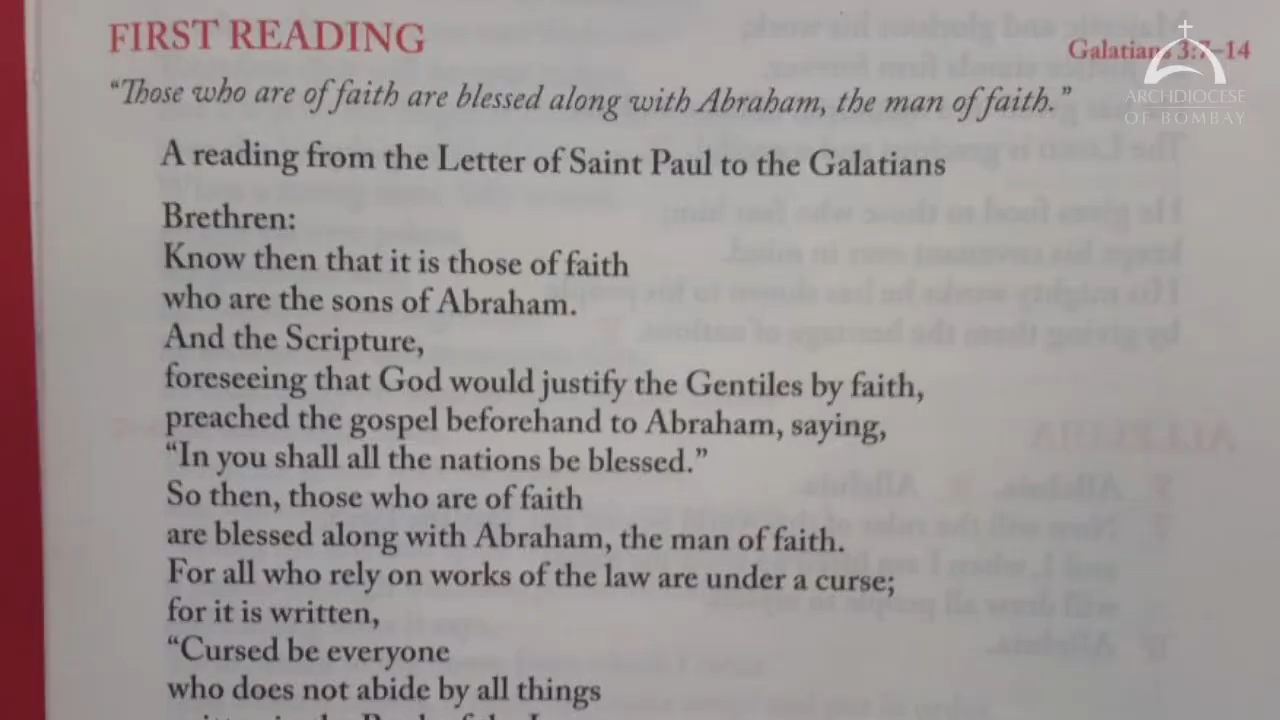 FIRST READING
Galatians 3:7–14
ARCHDIOCESE
OF BOMBAY
“Those who are of faith are blessed along with Abraham, the man of faith.”
A reading from the Letter of Saint Paul to the Galatians
Brethren:
Know then that it is those of faith
who are the sons of Abraham.
And the Scripture,
foreseeing that God would justify the Gentiles by faith,
preached the gospel beforehand to Abraham, saying,
“In you shall all the nations be blessed.”
So then, those who are of faith
are blessed along with Abraham, the man of faith.
For all who rely on works of the law are under a curse;
for it is written,
“Cursed be everyone
who does not abide by all things